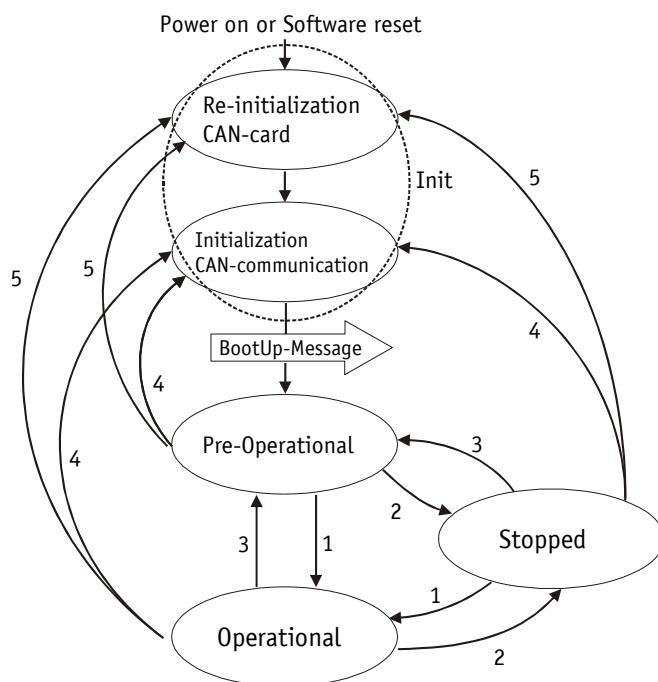 Power on or Software reset
Re-initialization
CAN-card
Init
5
Initialization
CAN-communication
5
5
4
BootUp-Message
4
4
Pre-Operational
3
2
3
1
Stopped
1
Operational
2